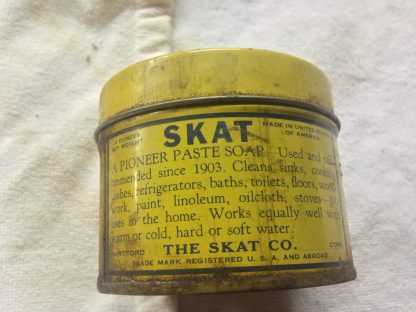 OUNCES
NET WEIGHT
SKAT
MADE IN UNITED STATES
OF AMERICA
A PIONEER PASTE SOAP. Used and
ommended since 1903. Cleans sinks, cooking
dishes, refrigerators, baths, toilets, floors, wood
work, paint, linoleum, oilcloth, stoves—
uses in the home. Works equally well with
warm or cold, hard or soft water.
HARTFORD THE SKAT CO. CONN
TRADE MARK REGISTERED U. S. A. AND ABROAD